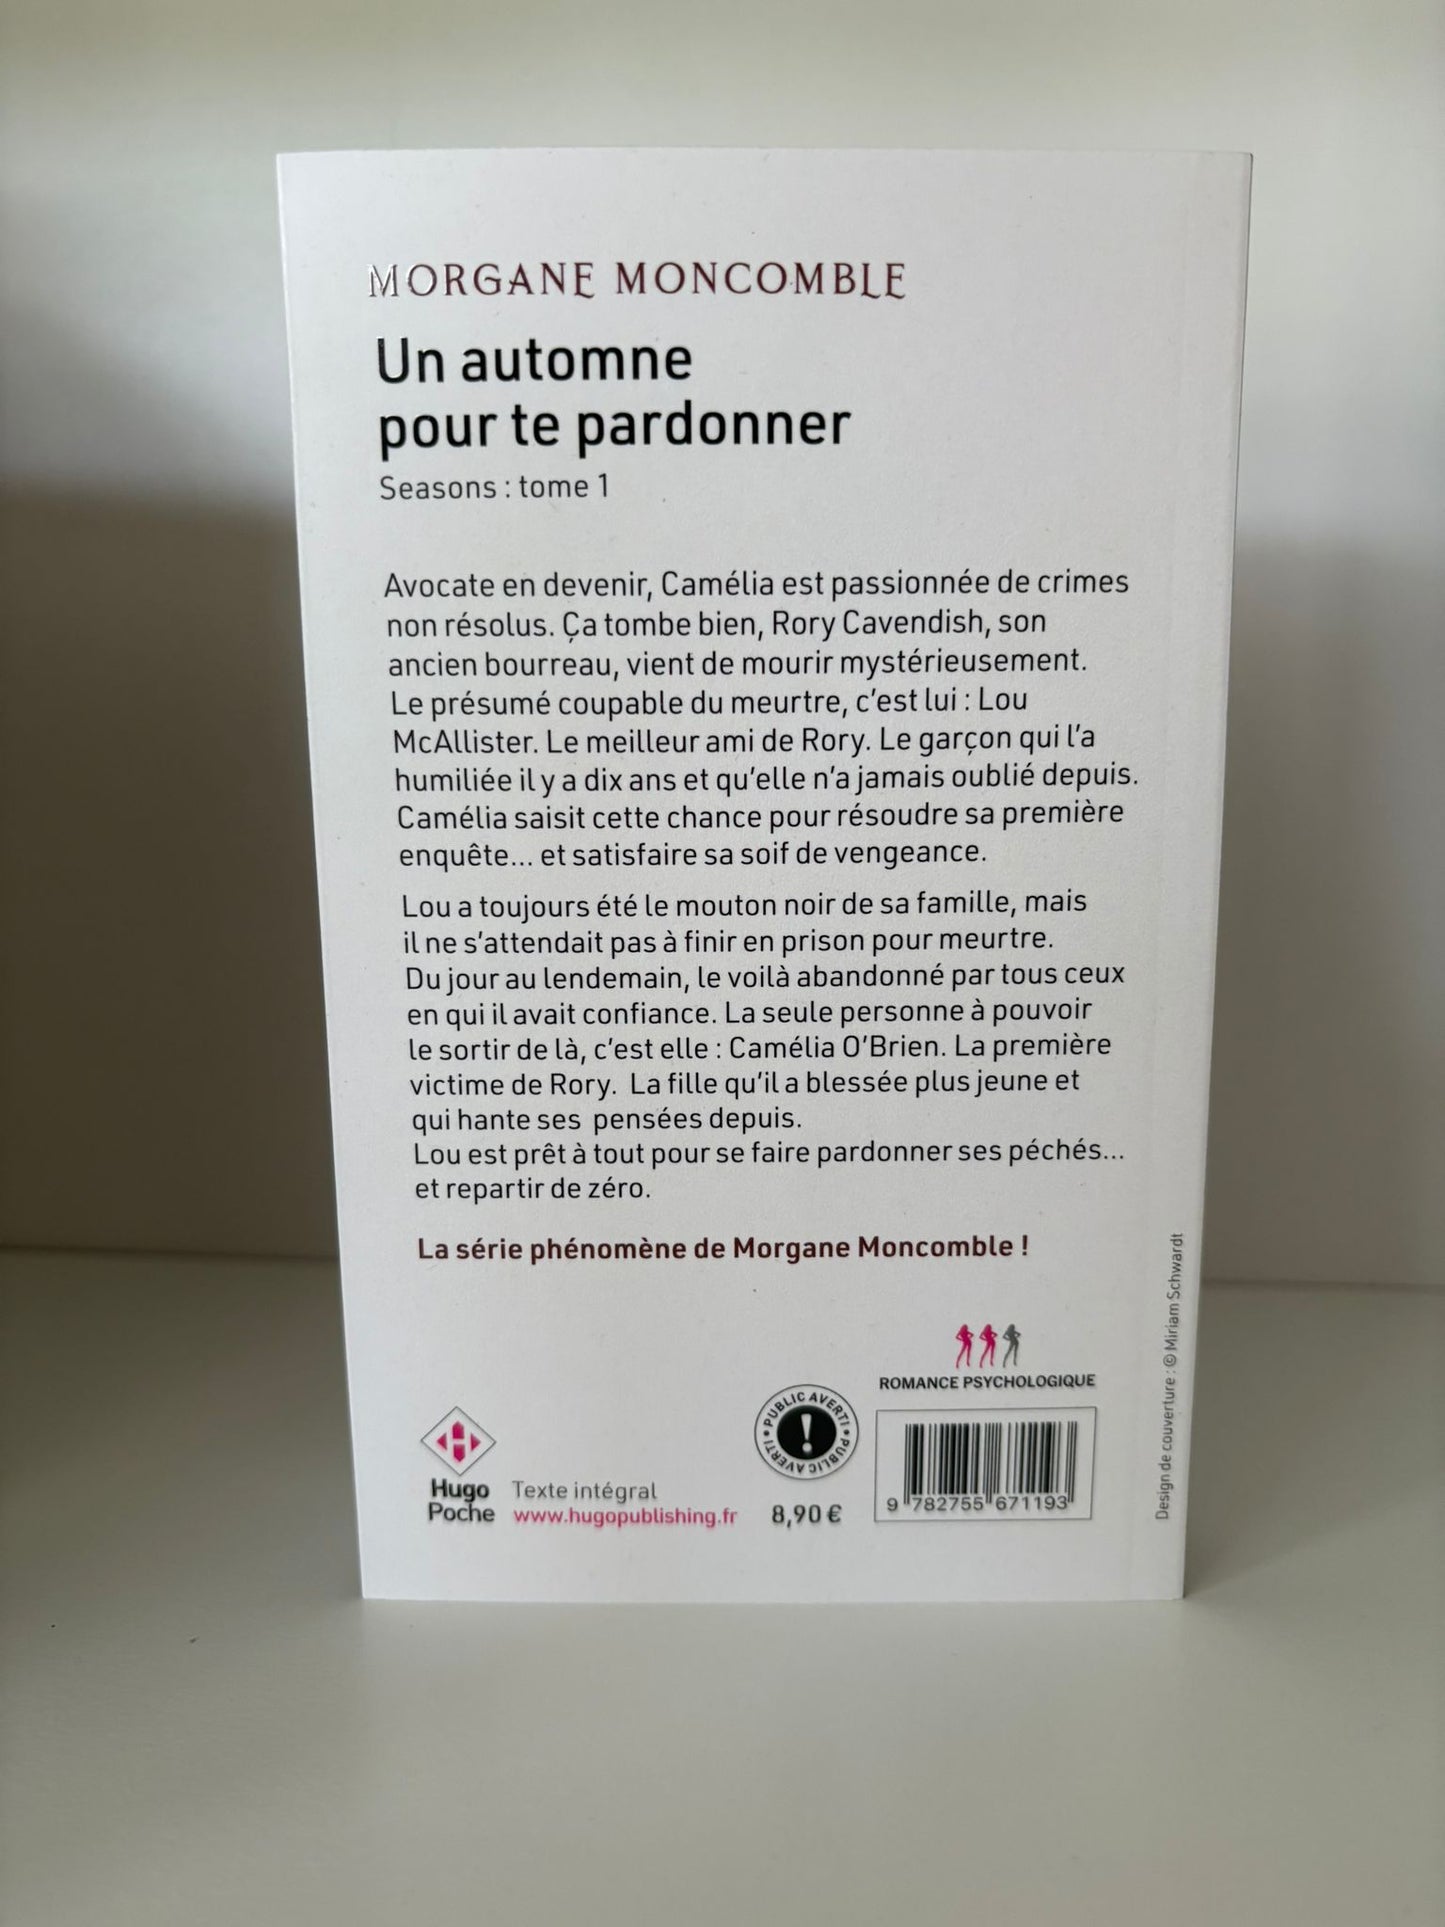 MORGANE MONCOMBLE
Un automne
pour te pardonner
Seasons : tome 1
Avocate en devenir, Camélia est passionnée de crimes
non résolus. Ça tombe bien, Rory Cavendish, son
ancien bourreau, vient de mourir mystérieusement.
Le présumé coupable du meurtre, c'est lui : Lou
McAllister. Le meilleur ami de Rory. Le garçon qui l'a
humiliée il y a dix ans et qu'elle n'a jamais oublié depuis.
Camélia saisit cette chance pour résoudre sa première
enquête... et satisfaire sa soif de vengeance.
Lou a toujours été le mouton noir de sa famille, mais
il ne s'attendait pas à finir en prison pour meurtre.
Du jour au lendemain, le voilà abandonné par tous ceux
en qui il avait confiance. La seule personne à pouvoir
le sortir de là, c'est elle : Camélia O'Brien. La première
victime de Rory. La fille qu'il a blessée plus jeune et
qui hante ses pensées depuis.
Lou est prêt à tout pour se faire pardonner ses péchés...
et repartir de zéro.
La série phénomène de Morgane Moncomble !
ROMANCE PSYCHOLOGIQUE
PUBLIC AVERTI • PUBLIC AVERTI •
!
Hugo
Poche
Texte intégral
www.hugopublishing.fr
8,90 €
9 782755 671193
Design de couverture : © Miriam Schwardt